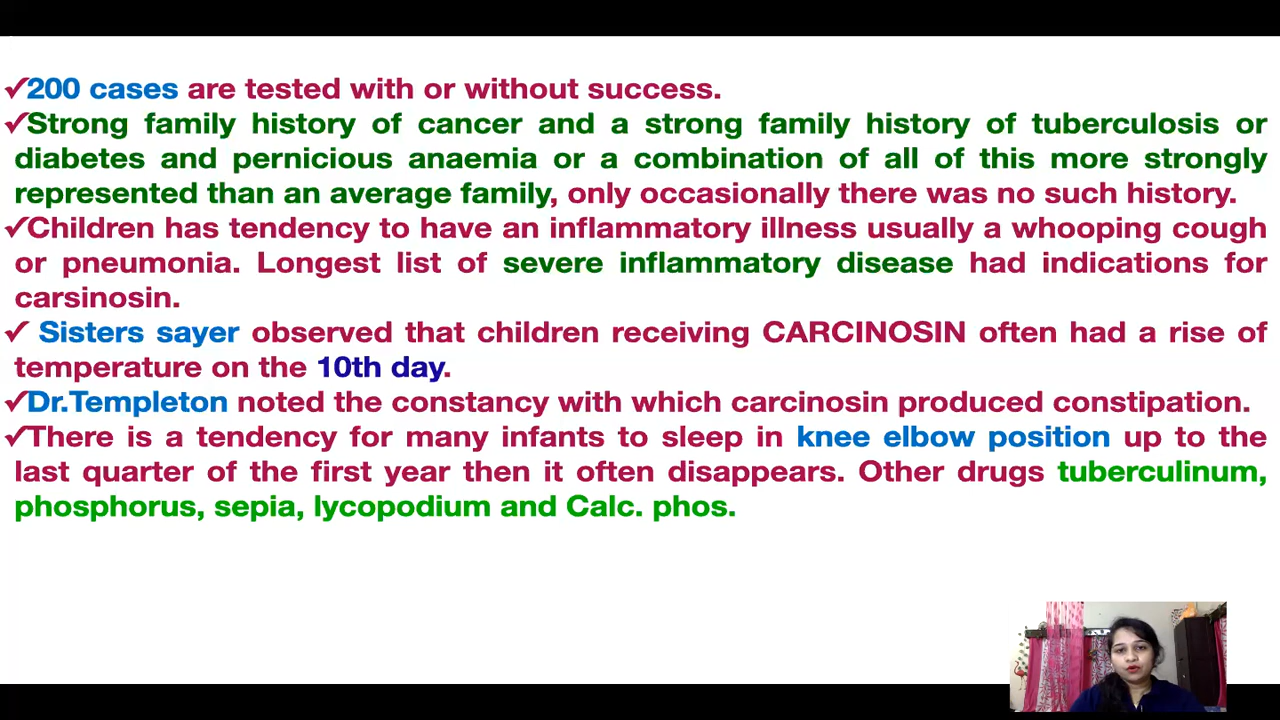 ✓200 cases are tested with or without success.
✓Strong family history of cancer and a strong family history of tuberculosis or
diabetes and pernicious anaemia or a combination of all of this more strongly
represented than an average family, only occasionally there was no such history.
✓Children has tendency to have an inflammatory illness usually a whooping cough
or pneumonia. Longest list of severe inflammatory disease had indications for
carsinosin.
✓ Sisters sayer observed that children receiving CARCINOSIN often had a rise of
temperature on the 10th day.
✓Dr.Templeton noted the constancy with which carcinosin produced constipation.
✓There is a tendency for many infants to sleep in knee elbow position up to the
last quarter of the first year then it often disappears. Other drugs tuberculinum,
phosphorus, sepia, lycopodium and Calc. phos.